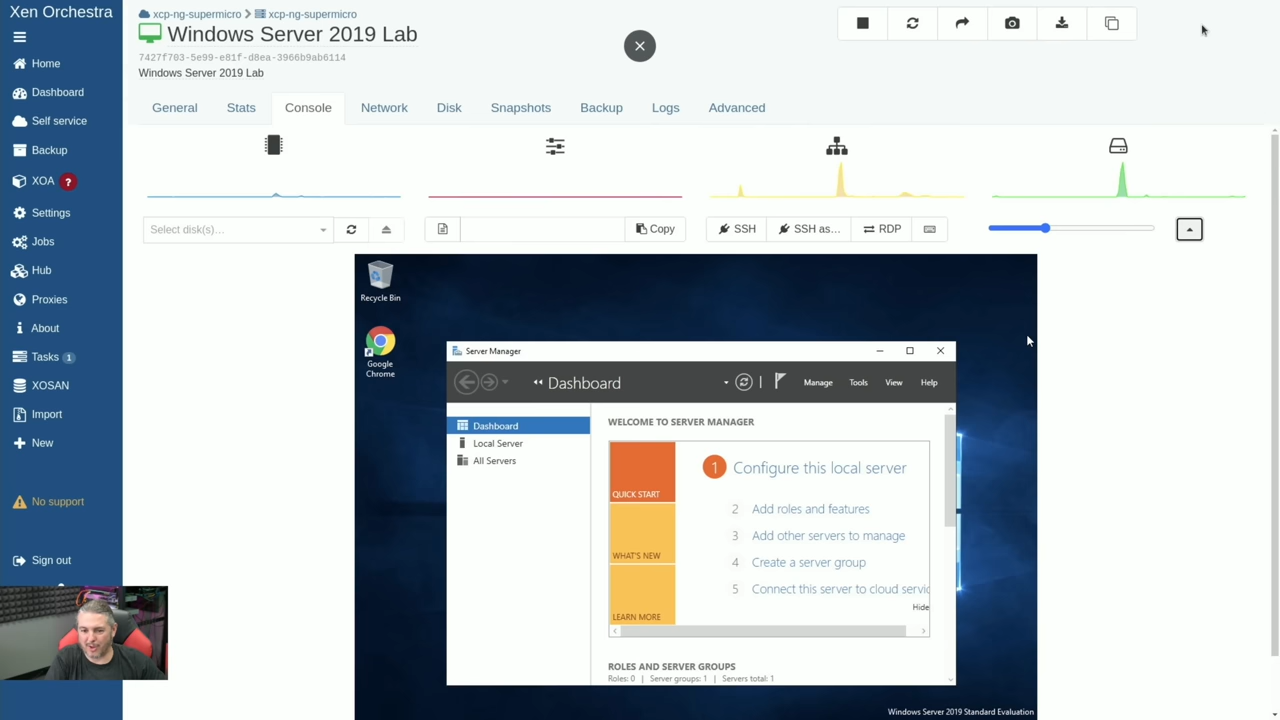 Xen Orchestra
xcp-ng-supermicro > xcp-ng-supermicro
Windows Server 2019 Lab
7427f703-5e99-e81f-d8ea-3966b9ab6114
Windows Server 2019 Lab
General Stats Console Network Disk Snapshots Backup Logs Advanced
Home
Dashboard
Self service
Backup
XOA ?
Settings
Jobs
Hub
Proxies
About
Tasks 1
XOSAN
Import
New
No support
Sign out
Select disk(s)… Copy SSH SSH as… RDP
Recycle Bin
Google
Chrome
Server Manager
Dashboard Manage Tools View Help
Dashboard
Local Server
All Servers
WELCOME TO SERVER MANAGER
QUICK START
WHAT'S NEW
LEARN MORE
1 Configure this local server
2 Add roles and features
3 Add other servers to manage
4 Create a server group
5 Connect this server to cloud servic
Hide
ROLES AND SERVER GROUPS
Roles: 0 | Server groups: 1 | Servers total: 1
Windows Server 2019 Standard Evaluation